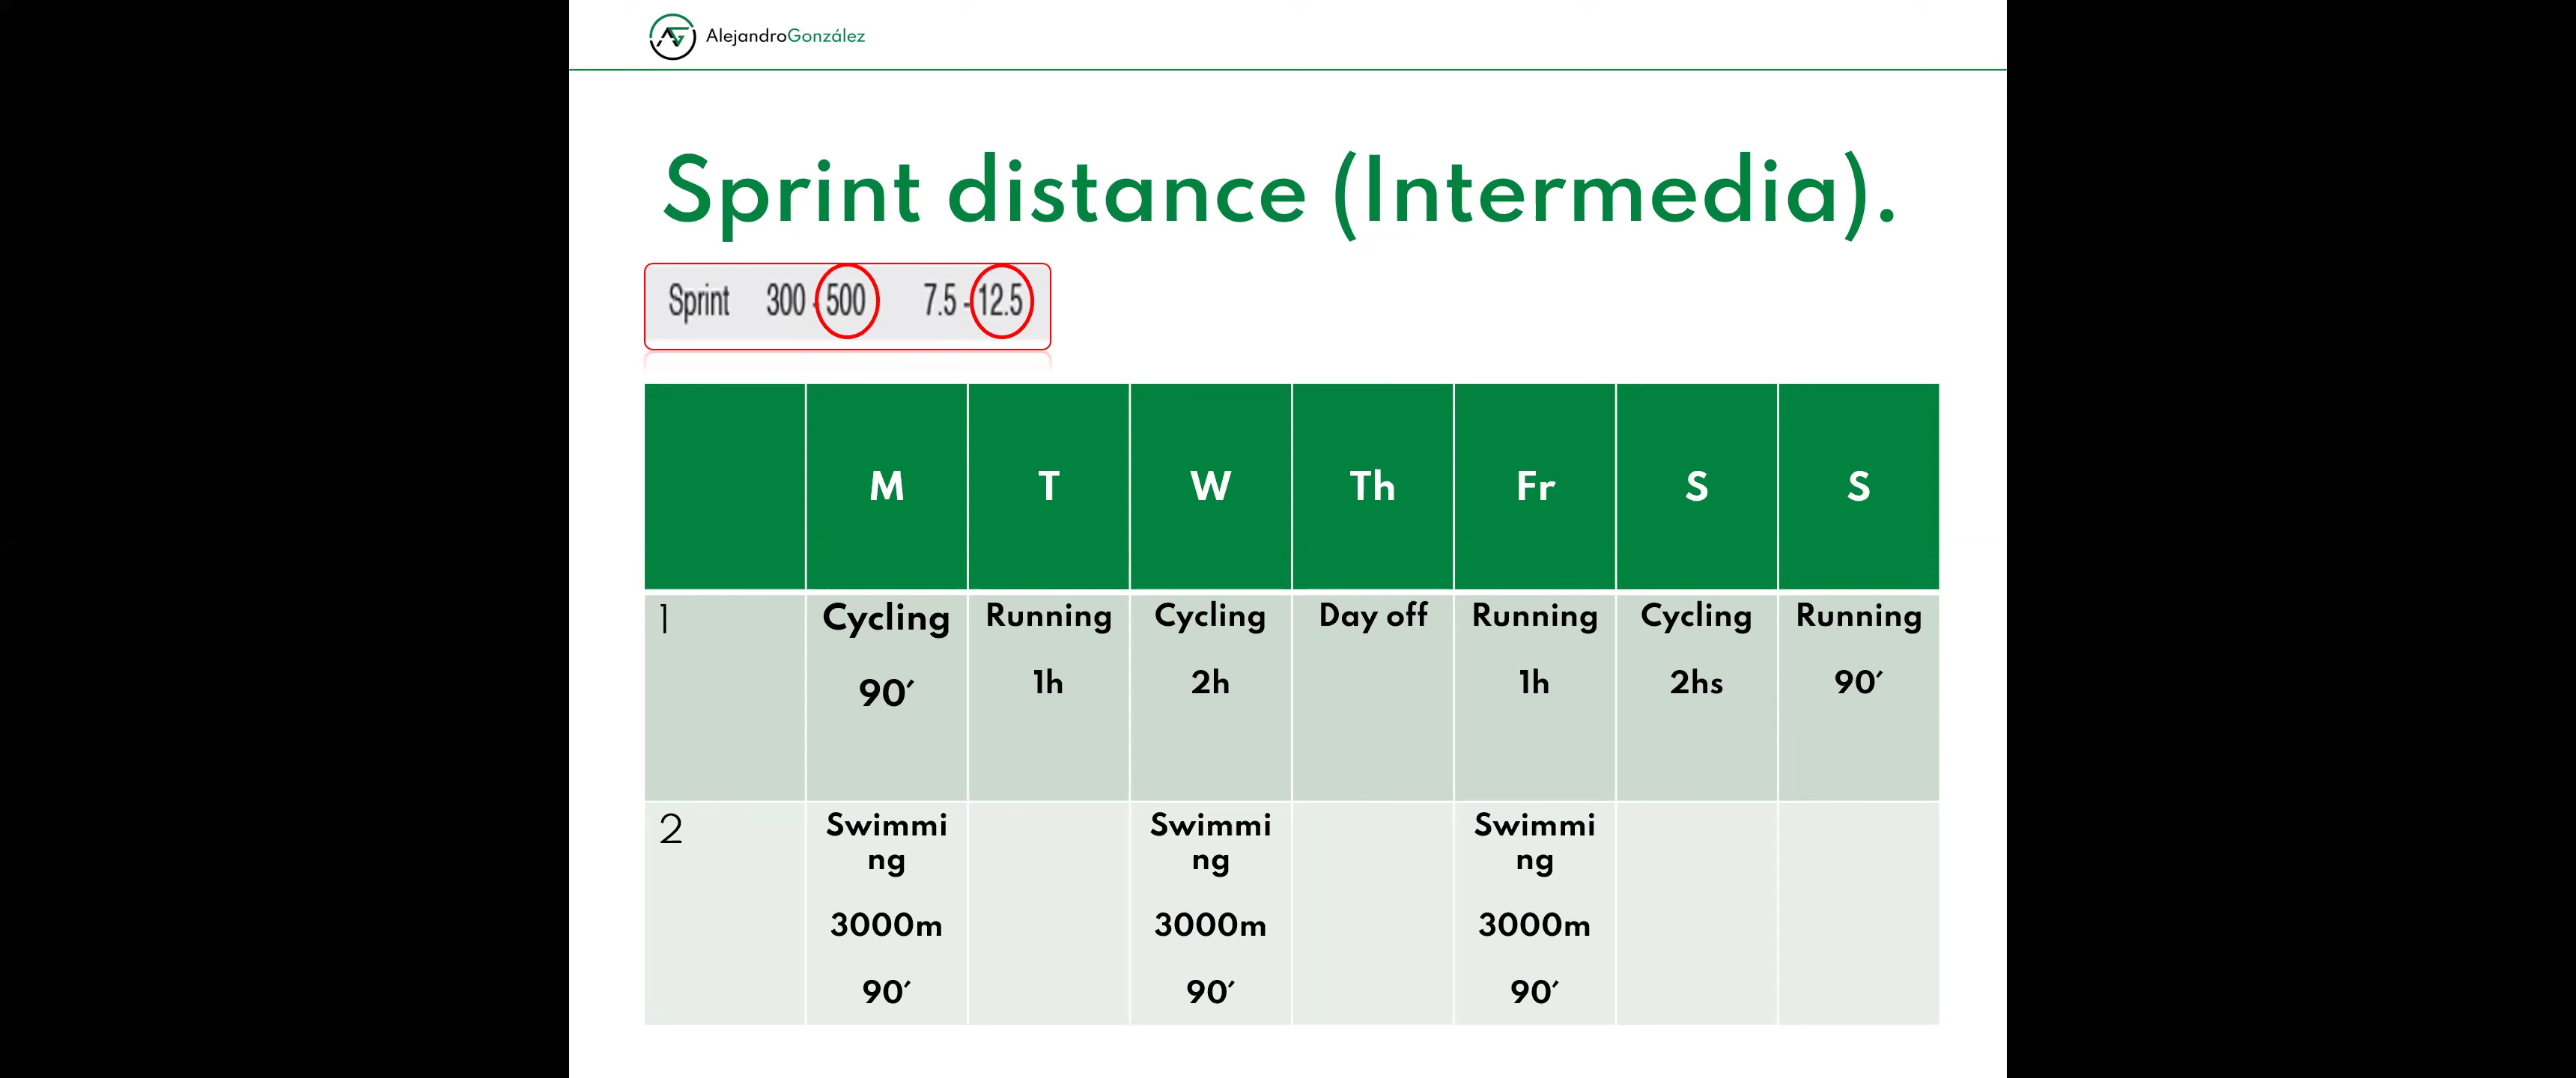 AlejandroGonzález
Sprint distance (Intermedia).
Sprint 300 - 500 7.5 - 12.5
M T W Th Fr S S
1 Cycling Running Cycling Day off Running Cycling Running
90´ 1h 2h 1h 2hs 90´
2 Swimmi Swimmi Swimmi
ng ng ng
3000m 3000m 3000m
90´ 90´ 90´